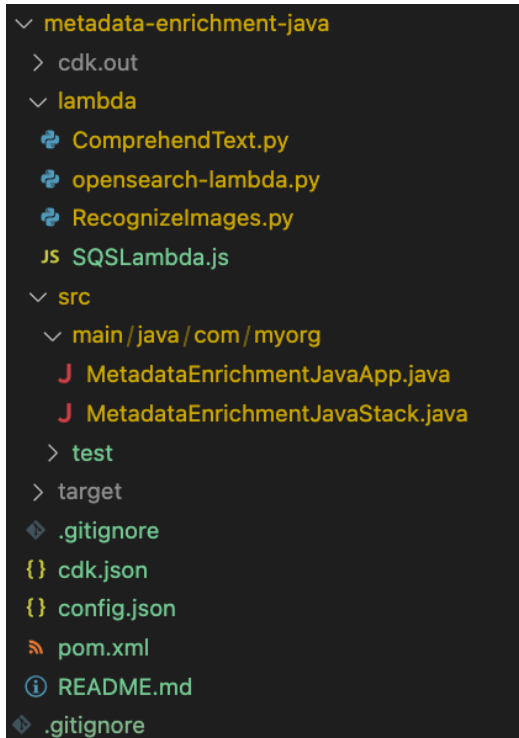 metadata-enrichment-java
cdk.out
lambda
ComprehendText.py
opensearch-lambda.py
RecognizeImages.py
JS SQSLambda.js
src
main/java/com/myorg
J MetadataEnrichmentJavaApp.java
J MetadataEnrichmentJavaStack.java
test
target
.gitignore
{} cdk.json
{} config.json
pom.xml
README.md
.gitignore